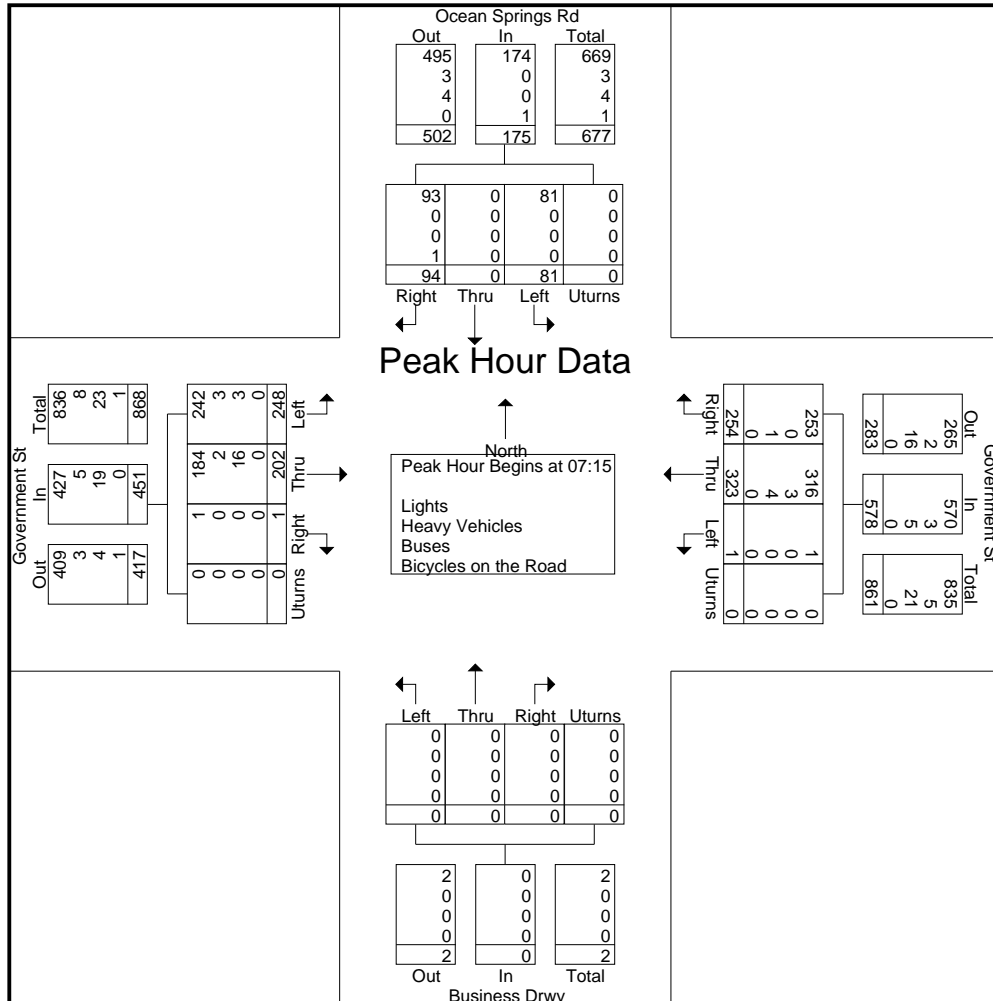 Ocean Springs Rd
Out In Total
495 174 669
3 0 3
4 0 4
0 1 1
502 175 677
93 0 81 0
0 0 0 0
0 0 0 0
1 0 0 0
94 0 81 0
Right Thru Left Uturns
Peak Hour Data
Government St
Total
836 8 23 1 868
In
427 5 19 0 451
Out
409 3 4 1 417
242 3 3 0 248 Left
184 2 16 0 202 Thru
1 0 0 0 1 Right
0 0 0 0 0 Uturns
North
Peak Hour Begins at 07:15
Lights
Heavy Vehicles
Buses
Bicycles on the Road
Right 254 0 1 0 253
Thru 323 0 4 3 316
Left 1 0 0 0 1
Uturns 0 0 0 0 0
Government St
Out
265 2 16 0 283
In
570 3 5 0 578
Total
835 5 21 0 861
Left Thru Right Uturns
0 0 0 0
0 0 0 0
0 0 0 0
0 0 0 0
0 0 0 0
2 0 2
0 0 0
0 0 0
0 0 0
2 0 2
Out In Total
Business Drwy